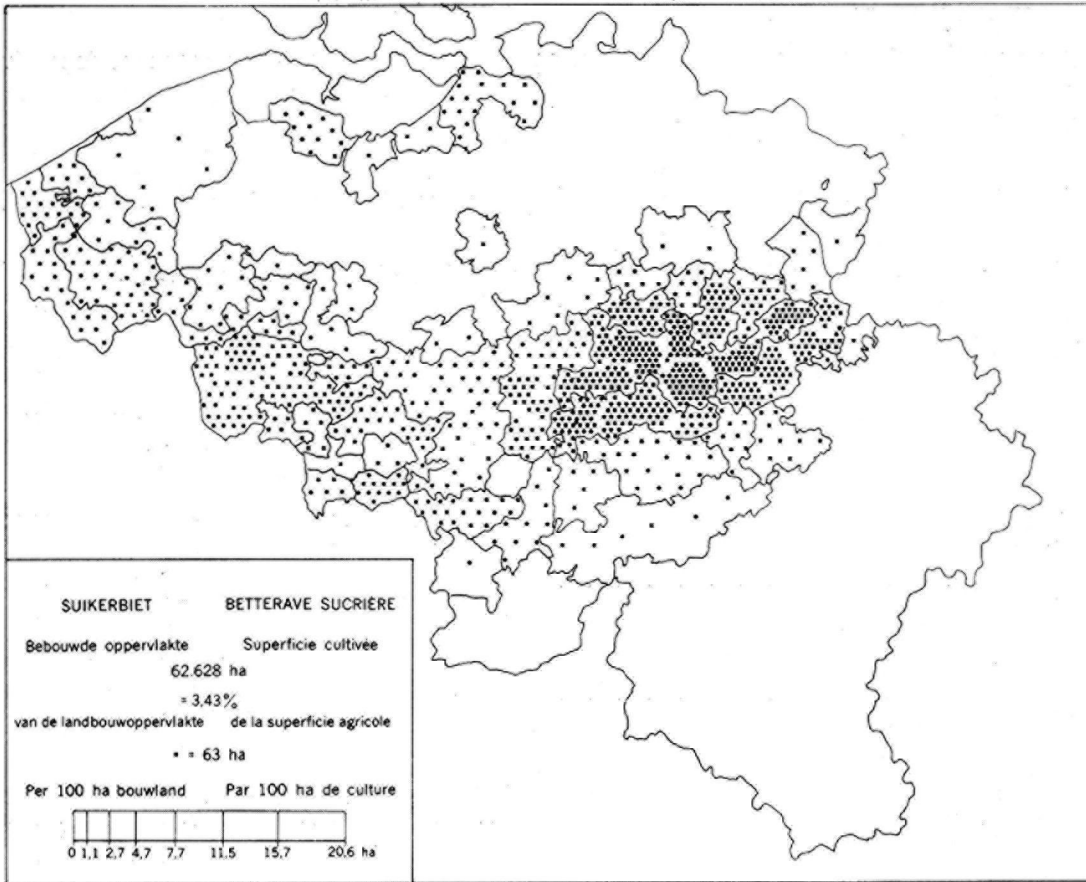 SUIKERBIET BETTERAVE SUCRIÈRE
Bebouwde oppervlakte Superficie cultivée
62.628 ha
= 3,43%
van de landbouwoppervlakte de la superficie agricole
▪ = 63 ha
Per 100 ha bouwland Par 100 ha de culture
0 1,1 2,7 4,7 7,7 11,5 15,7 20,6 ha